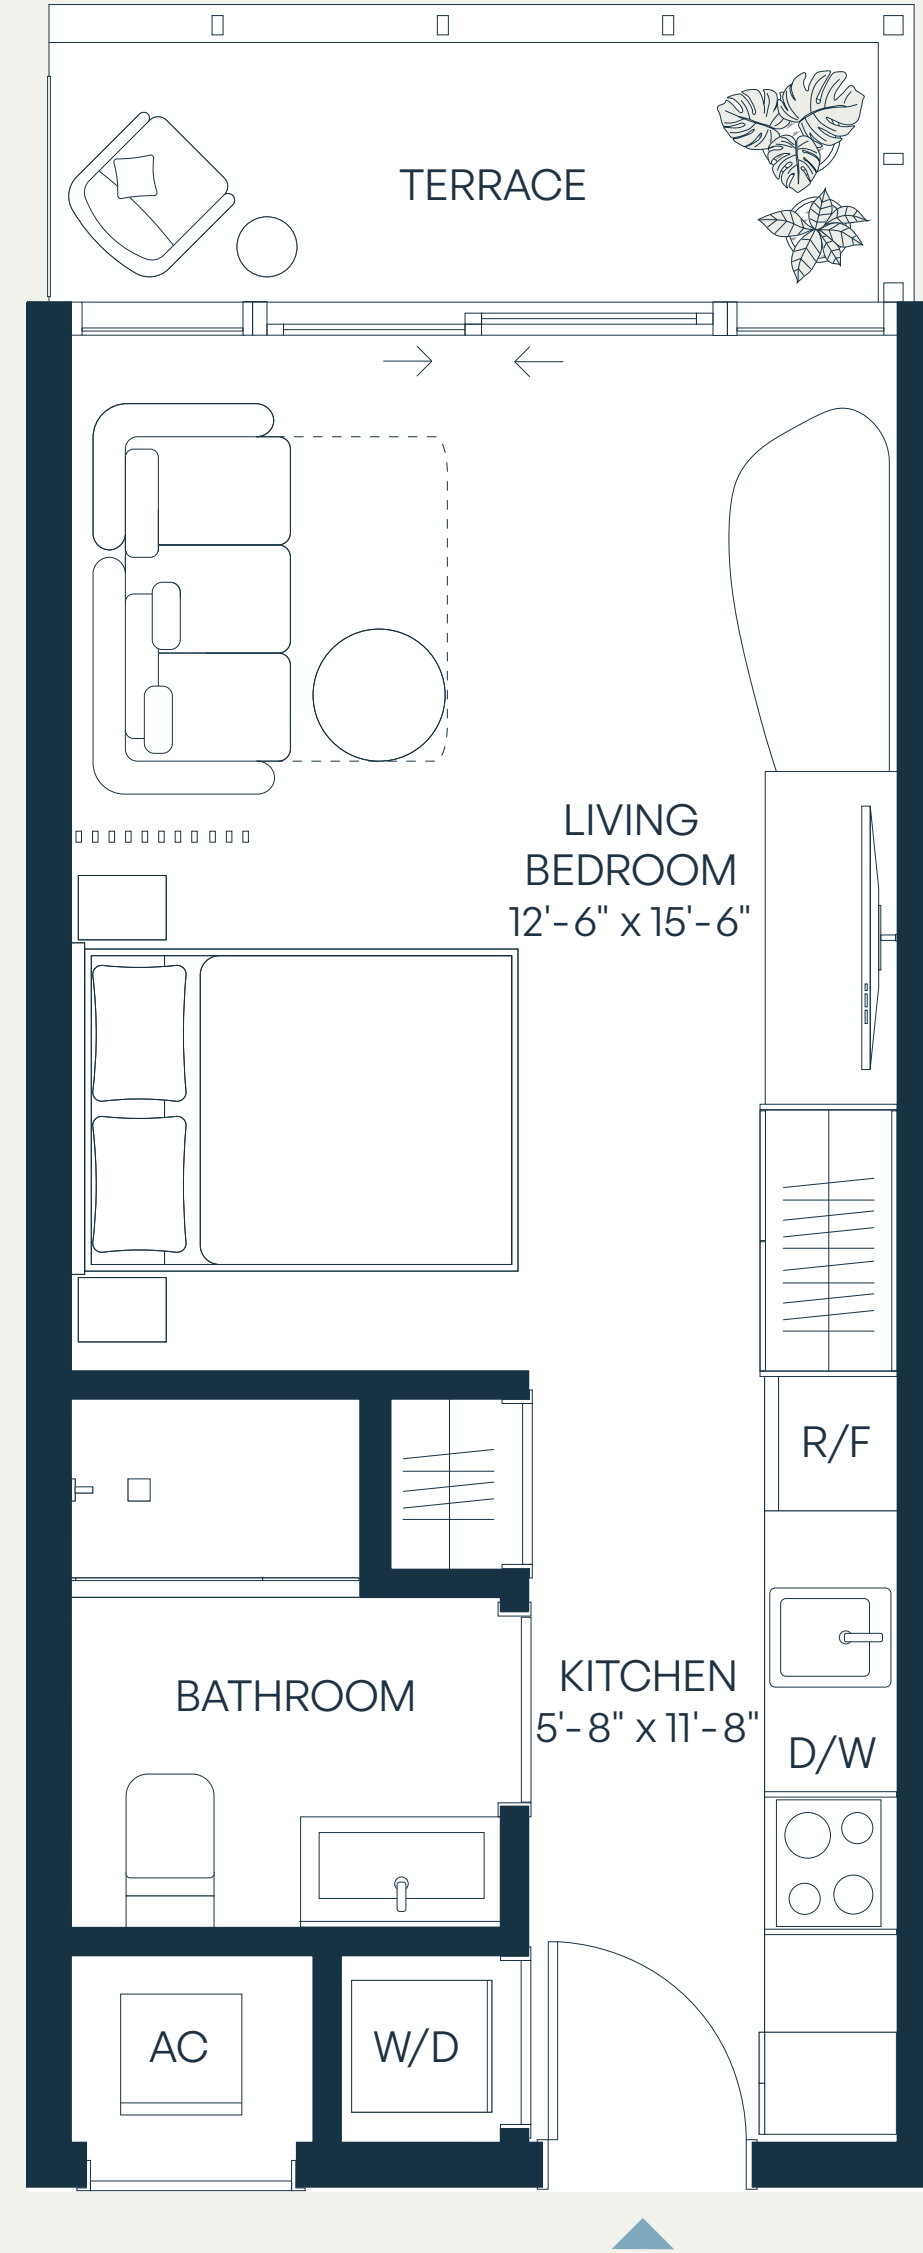 TERRACE
LIVING
BEDROOM
12'-6" x 15'-6"
R/F
KITCHEN
5'-8" x 11'-8"
BATHROOM
D/W
AC
W/D